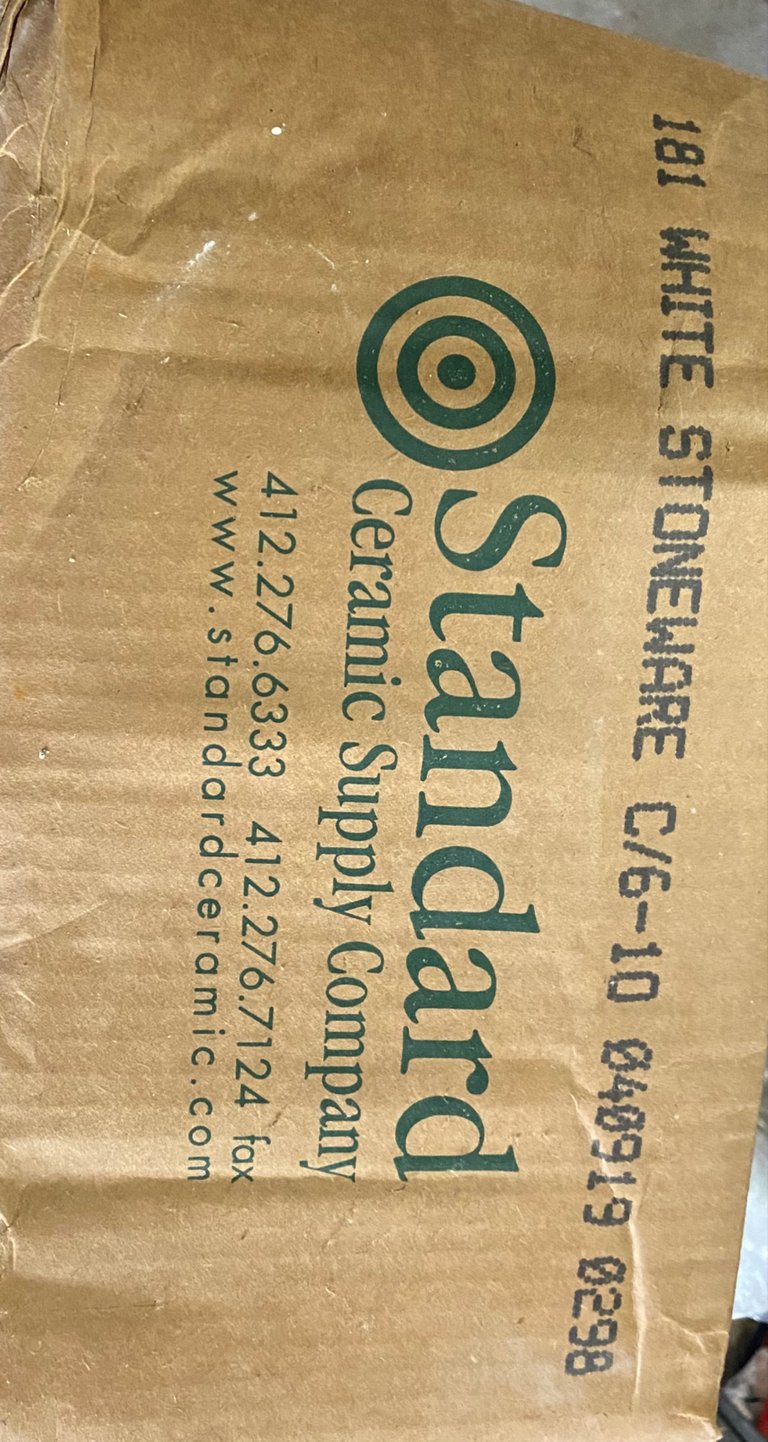 181 WHITE STONEWARE C/6-10 040919 0298
Standard
Ceramic Supply Company
412.276.6333 412.276.7124 fax
www.standardceramic.com